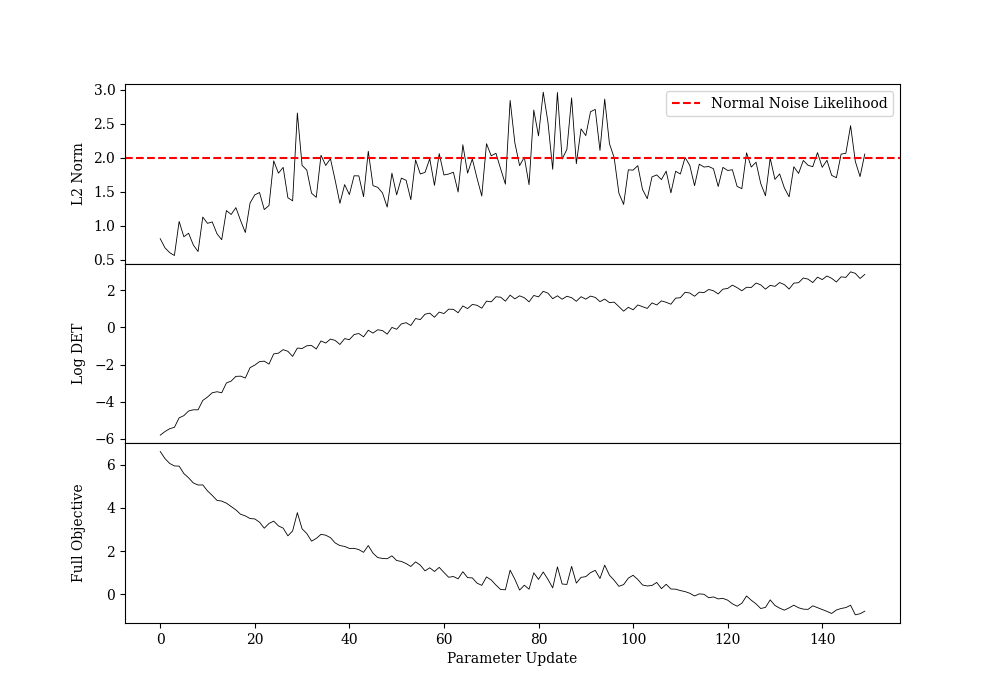 3.0
2.5
2.0
1.5
1.0
0.5
L2 Norm
Normal Noise Likelihood
2
0
−2
−4
−6
Log DET
6
4
2
0
Full Objective
0 20 40 60 80 100 120 140
Parameter Update